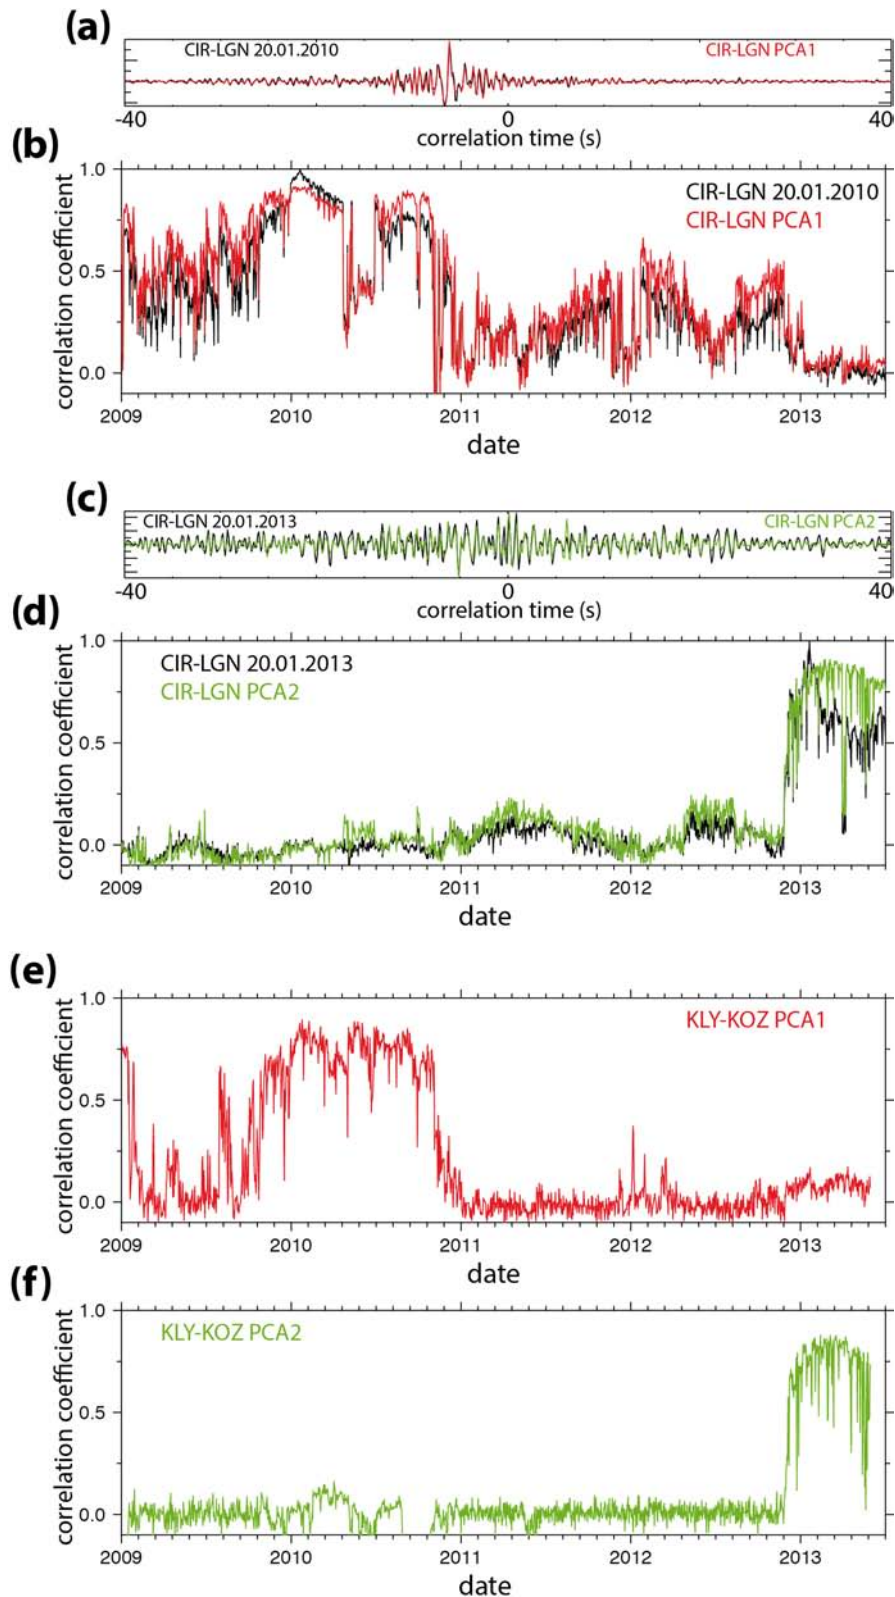 (a)
CIR-LGN 20.01.2010 CIR-LGN PCA1
-40 0 40
correlation time (s)
(b)
correlation coefficient
1.0
0.5
0.0
CIR-LGN 20.01.2010
CIR-LGN PCA1
2009 2010 2011 2012 2013
date
(c)
CIR-LGN 20.01.2013 CIR-LGN PCA2
-40 0 40
correlation time (s)
(d)
correlation coefficient
1.0
0.5
0.0
CIR-LGN 20.01.2013
CIR-LGN PCA2
2009 2010 2011 2012 2013
date
(e)
correlation coefficient
1.0
0.5
0.0
KLY-KOZ PCA1
2009 2010 2011 2012 2013
date
(f)
correlation coefficient
1.0
0.5
0.0
KLY-KOZ PCA2
2009 2010 2011 2012 2013
date